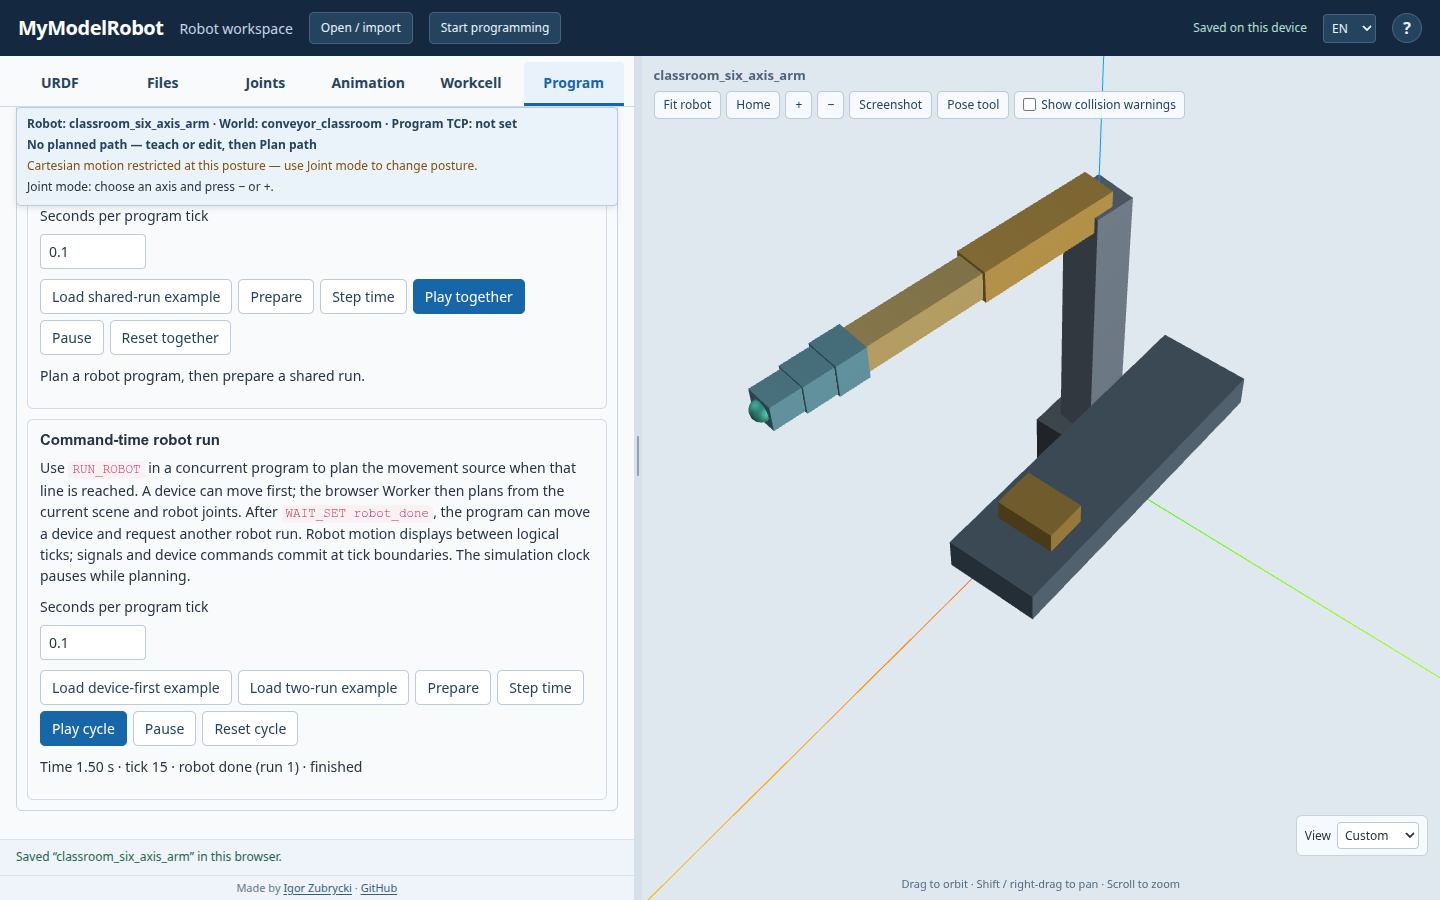 MyModelRobot Robot workspace Open / import Start programming Saved on this device EN ?
URDF Files Joints Animation Workcell Program
Robot: classroom_six_axis_arm · World: conveyor_classroom · Program TCP: not set
No planned path — teach or edit, then Plan path
Cartesian motion restricted at this posture — use Joint mode to change posture.
Joint mode: choose an axis and press − or +.
Seconds per program tick
0.1
Load shared-run example Prepare Step time Play together
Pause Reset together
Plan a robot program, then prepare a shared run.
Command-time robot run
Use RUN_ROBOT in a concurrent program to plan the movement source when that
line is reached. A device can move first; the browser Worker then plans from the
current scene and robot joints. After WAIT_SET robot_done, the program can move
a device and request another robot run. Robot motion displays between logical
ticks; signals and device commands commit at tick boundaries. The simulation clock
pauses while planning.
Seconds per program tick
0.1
Load device-first example Load two-run example Prepare Step time
Play cycle Pause Reset cycle
Time 1.50 s · tick 15 · robot done (run 1) · finished
Saved “classroom_six_axis_arm” in this browser.
Made by Igor Zubrycki · GitHub
classroom_six_axis_arm
Fit robot Home + − Screenshot Pose tool Show collision warnings
View Custom
Drag to orbit · Shift / right-drag to pan · Scroll to zoom